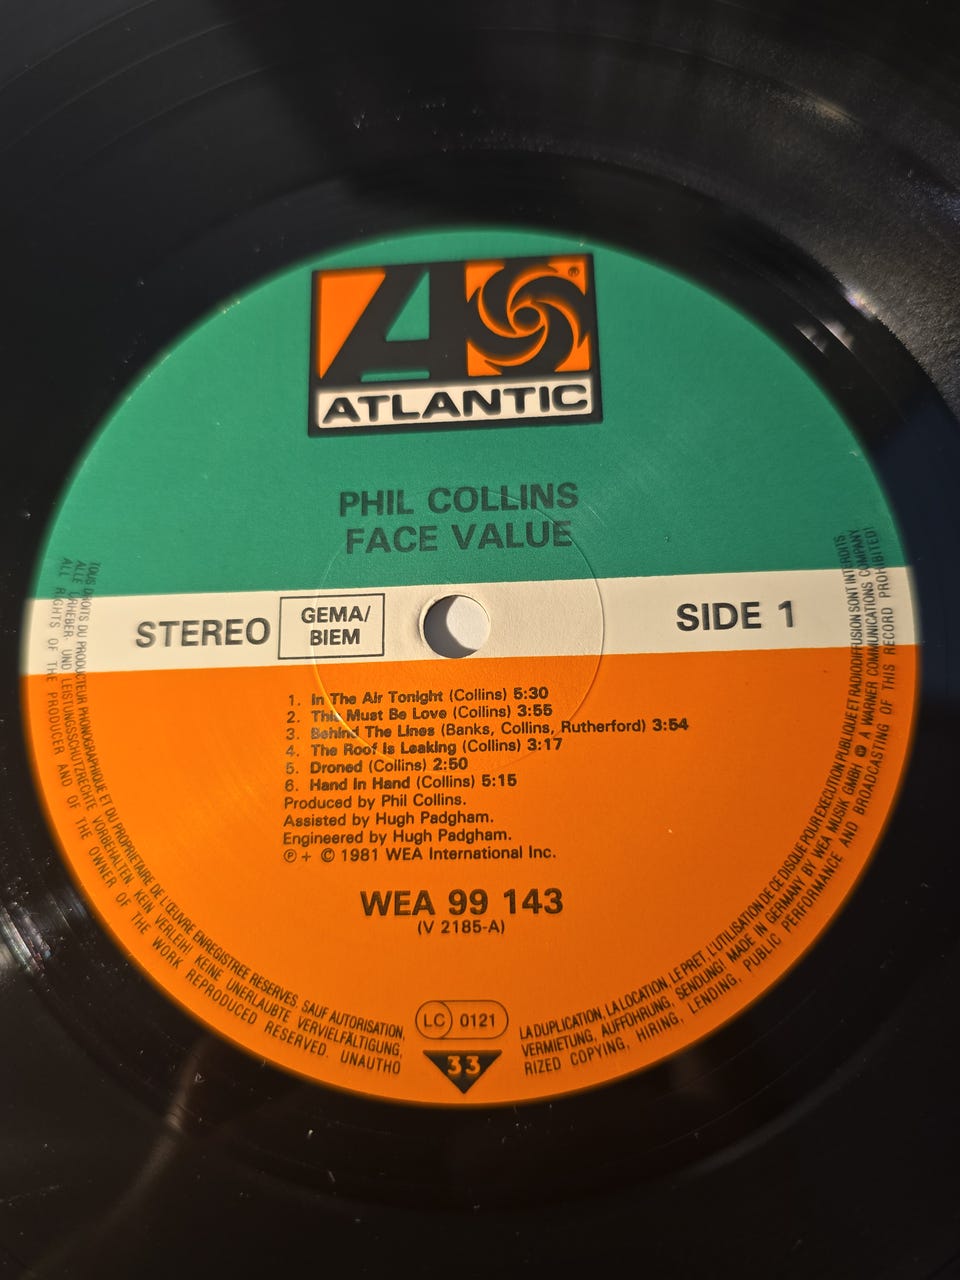 ATLANTIC
®
PHIL COLLINS
FACE VALUE
STEREO
GEMA/
BIEM
SIDE 1
1. In The Air Tonight (Collins) 5:30
2. This Must Be Love (Collins) 3:55
3. Behind The Lines (Banks, Collins, Rutherford) 3:54
4. The Roof Is Leaking (Collins) 3:17
5. Droned (Collins) 2:50
6. Hand In Hand (Collins) 5:15
Produced by Phil Collins.
Assisted by Hugh Padgham.
Engineered by Hugh Padgham.
℗ + © 1981 WEA International Inc.
WEA 99 143
(V 2185-A)
LC 0121
33
TOUS DROITS DU PRODUCTEUR PHONOGRAPHIQUE ET DU PROPRIETAIRE DE L'ŒUVRE ENREGISTREE RESERVES. SAUF AUTORISATION, LA DUPLICATION, LA LOCATION, LE PRET, L'UTILISATION DE CE DISQUE POUR EXECUTION PUBLIQUE ET RADIODIFFUSION SONT INTERDITS
ALLE URHEBER- UND LEISTUNGSSCHUTZRECHTE VORBEHALTEN. KEIN VERLEIH! KEINE UNERLAUBTE VERVIELFÄLTIGUNG, VERMIETUNG, AUFFÜHRUNG, SENDUNG! MADE IN GERMANY BY WEA MUSIK GMBH A WARNER COMMUNICATIONS COMPANY
ALL RIGHTS OF THE PRODUCER AND OF THE OWNER OF THE WORK REPRODUCED RESERVED. UNAUTHORIZED COPYING, HIRING, LENDING, PUBLIC PERFORMANCE AND BROADCASTING OF THIS RECORD PROHIBITED!